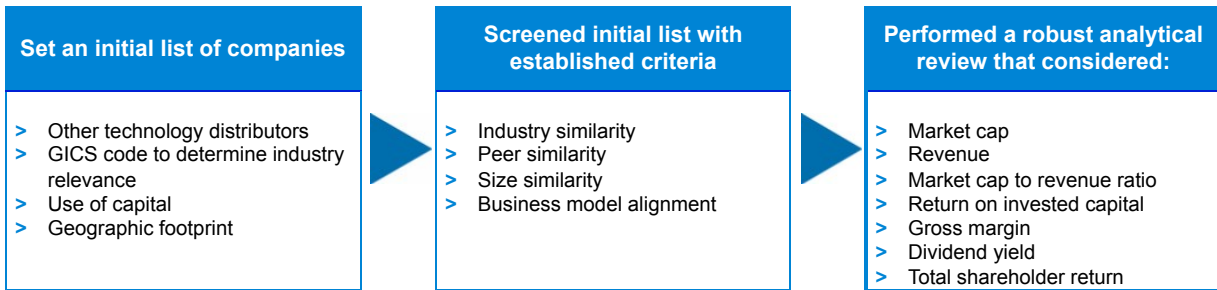 Set an initial list of companies
> Other technology distributors
> GICS code to determine industry
relevance
> Use of capital
> Geographic footprint
Screened initial list with
established criteria
> Industry similarity
> Peer similarity
> Size similarity
> Business model alignment
Performed a robust analytical
review that considered:
> Market cap
> Revenue
> Market cap to revenue ratio
> Return on invested capital
> Gross margin
> Dividend yield
> Total shareholder return